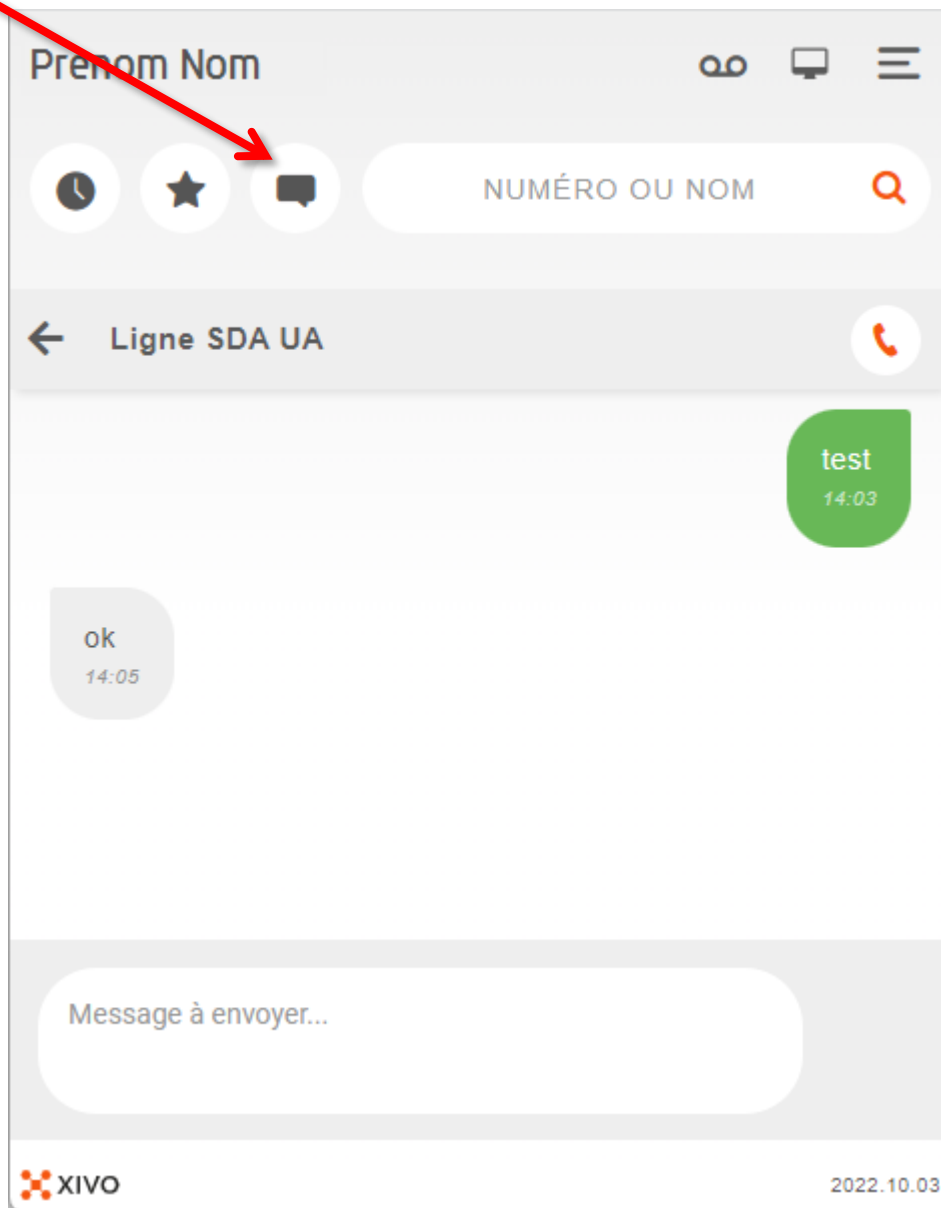 Prénom Nom
NUMÉRO OU NOM
Ligne SDA UA
test
14:03
ok
14:05
Message à envoyer...
XIVO
2022.10.03